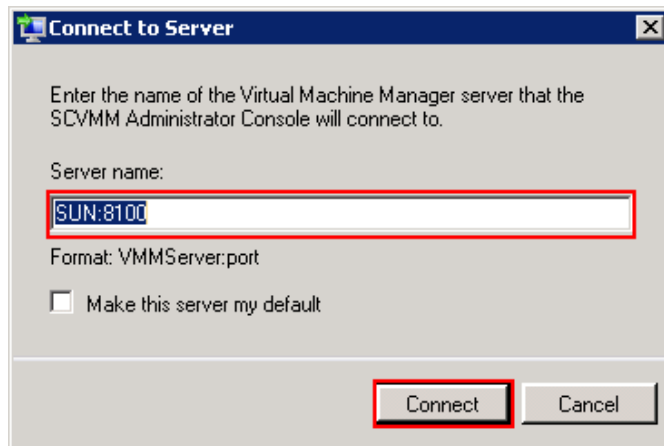 Connect to Server
Enter the name of the Virtual Machine Manager server that the
SCVMM Administrator Console will connect to.
Server name:
SUN:8100
Format: VMMServer:port
Make this server my default
Connect Cancel